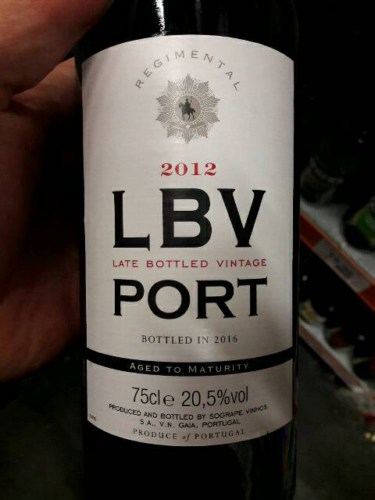 REGIMENTAL
2012
LBV
LATE BOTTLED VINTAGE
PORT
BOTTLED IN 2016
AGED TO MATURITY
75cl e 20,5%vol
PRODUCED AND BOTTLED BY SOGRAPE VINHOS,
S.A., V.N. GAIA, PORTUGAL
PRODUCE of PORTUGAL